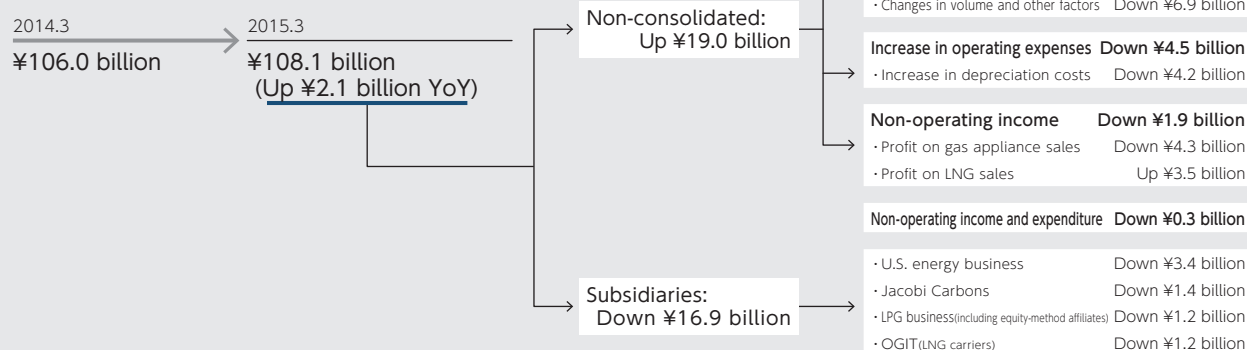 2014.3
¥106.0 billion
2015.3
¥108.1 billion
(Up ¥2.1 billion YoY)
Non-consolidated:
Up ¥19.0 billion
Subsidiaries:
Down ¥16.9 billion
・Changes in volume and other factors Down ¥6.9 billion
Increase in operating expenses Down ¥4.5 billion
・Increase in depreciation costs Down ¥4.2 billion
Non-operating income Down ¥1.9 billion
・Profit on gas appliance sales Down ¥4.3 billion
・Profit on LNG sales Up ¥3.5 billion
Non-operating income and expenditure Down ¥0.3 billion
・U.S. energy business Down ¥3.4 billion
・Jacobi Carbons Down ¥1.4 billion
・LPG business(including equity-method affiliates) Down ¥1.2 billion
・OGIT(LNG carriers) Down ¥1.2 billion